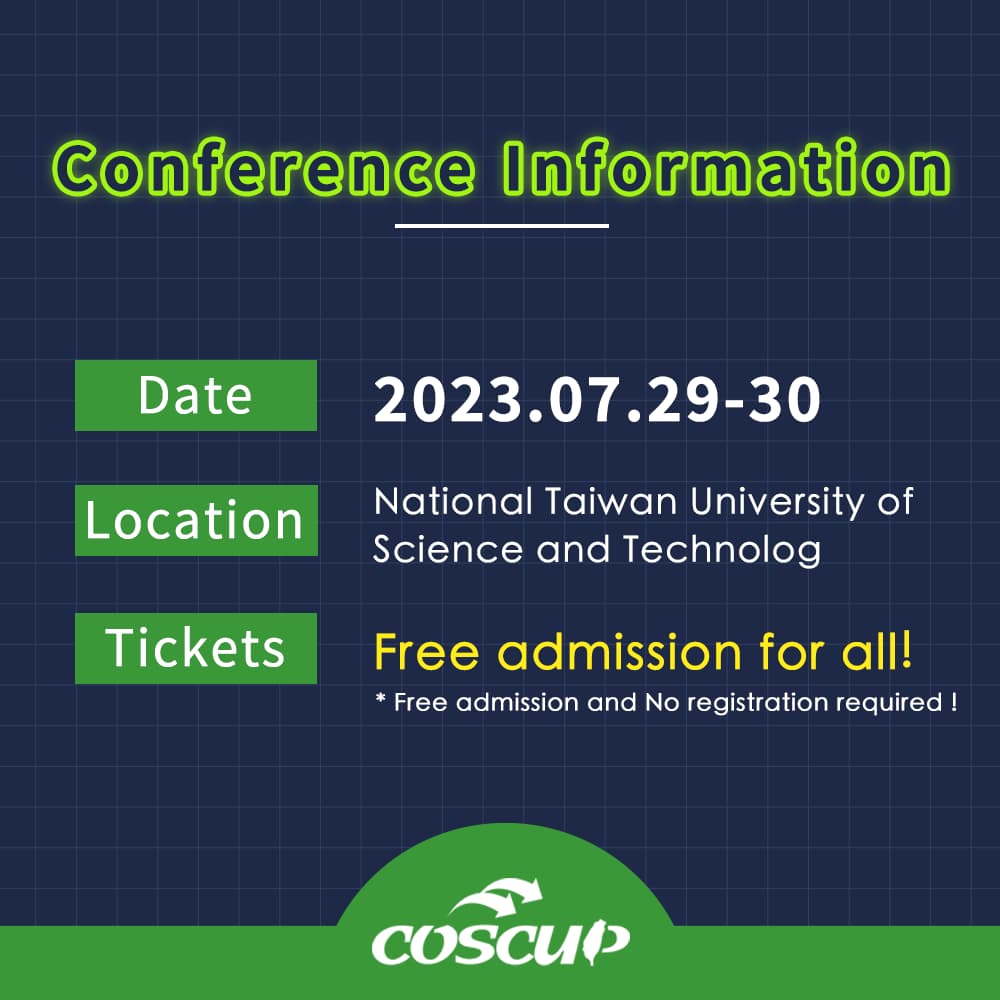 Conference Information
Date
2023.07.29-30
Location
National Taiwan University of
Science and Technolog
Tickets
Free admission for all!
* Free admission and No registration required !
COSCUP